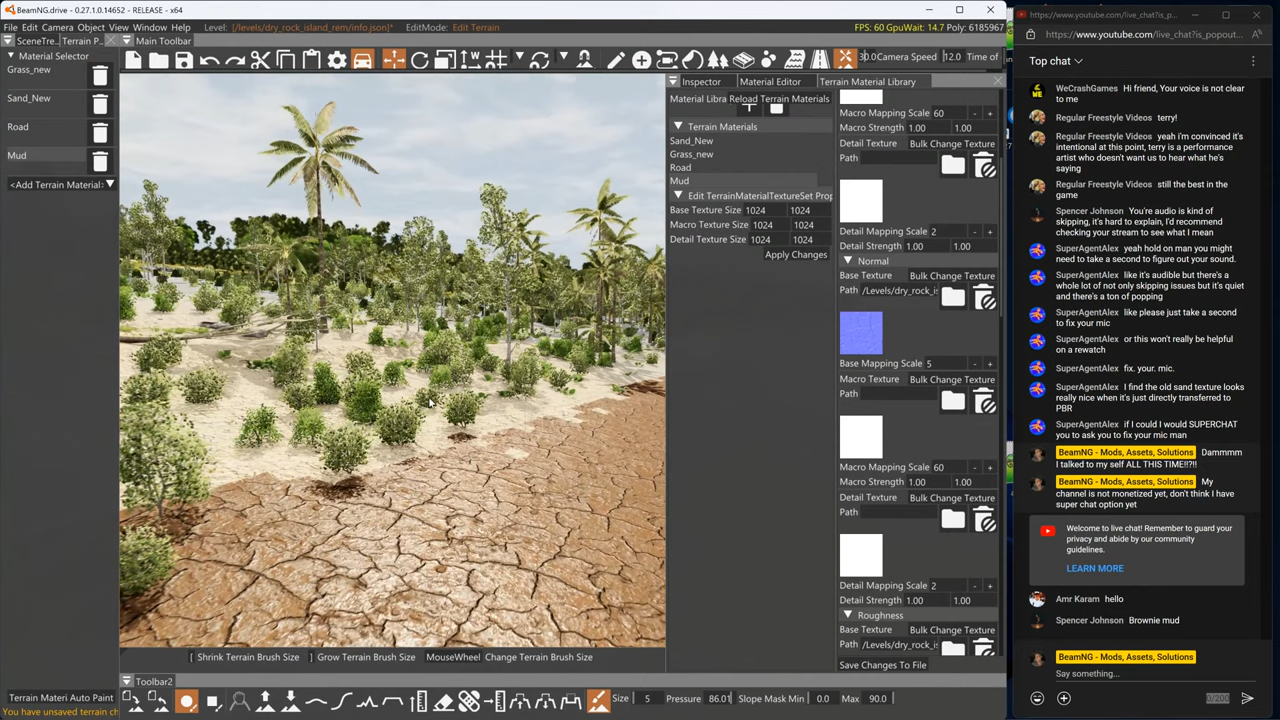 BeamNG.drive - 0.27.1.0.14652 - RELEASE - x64
File Edit Camera Object View Window Help Level: [/levels/dry_rock_island_rem/info.json]* EditMode: Edit Terrain FPS: 60 GpuWait: 14.7 Poly: 6185967
SceneTre... Terrain P...
Main Toolbar
Material Selector
Grass_new
Sand_New
Road
Mud
<Add Terrain Material>
30.0 Camera Speed 12.0 Time of
Inspector Material Editor Terrain Material Library
Material Libra Reload Terrain Materials
Terrain Materials
Sand_New
Grass_new
Road
Mud
Edit TerrainMaterialTextureSet Prop
Base Texture Size 1024 1024
Macro Texture Size 1024 1024
Detail Texture Size 1024 1024
Apply Changes
Macro Mapping Scale 60 - +
Macro Strength 1.00 1.00
Detail Texture Bulk Change Texture
Path
Detail Mapping Scale 2 - +
Detail Strength 1.00 1.00
Normal
Base Texture Bulk Change Texture
Path /Levels/dry_rock_is
Base Mapping Scale 5 - +
Macro Texture Bulk Change Texture
Path
Macro Mapping Scale 60 - +
Macro Strength 1.00 1.00
Detail Texture Bulk Change Texture
Path
Detail Mapping Scale 2 - +
Detail Strength 1.00 1.00
Roughness
Base Texture Bulk Change Texture
Path /Levels/dry_rock_is
Save Changes To File
[ Shrink Terrain Brush Size ] Grow Terrain Brush Size MouseWheel Change Terrain Brush Size
Toolbar2
Terrain Materi Auto Paint
You have unsaved terrain ch
Size 5 Pressure 86.01 Slope Mask Min 0.0 Max 90.0
https://www.youtube.com/live_chat?is_p...
https://www.youtube.com/live_chat?is_popout...
Top chat
WeCrashGames Hi friend, Your voice is not clear
to me
Regular Freestyle Videos terry!
Regular Freestyle Videos yeah i'm convinced it's
intentional at this point, terry is a performance
artist who doesn't want us to hear what he's
saying
Regular Freestyle Videos still the best in the
game
Spencer Johnson You're audio is kind of
skipping, it's hard to explain, I'd recommend
checking your stream to see what I mean
SuperAgentAlex yeah hold on man you might
need to take a second to figure out your sound.
SuperAgentAlex like it's audible but there's a
whole lot of not only skipping issues but it's quiet
and there's a ton of popping
SuperAgentAlex like please just take a second
to fix your mic
SuperAgentAlex or this won't really be helpful
on a rewatch
SuperAgentAlex fix. your. mic.
SuperAgentAlex I find the old sand texture looks
really nice when it's just directly transferred to
PBR
SuperAgentAlex if I could I would SUPERCHAT
you to ask you to fix your mic man
BeamNG - Mods, Assets, Solutions Dammmm
I talked to my self ALL THIS TIME!!?!!
BeamNG - Mods, Assets, Solutions My
channel is not monetized yet, don't think I have
super chat option yet
Welcome to live chat! Remember to guard your
privacy and abide by our community
guidelines.
LEARN MORE
Amr Karam hello
Spencer Johnson Brownie mud
BeamNG - Mods, Assets, Solutions
Say something...
0/200